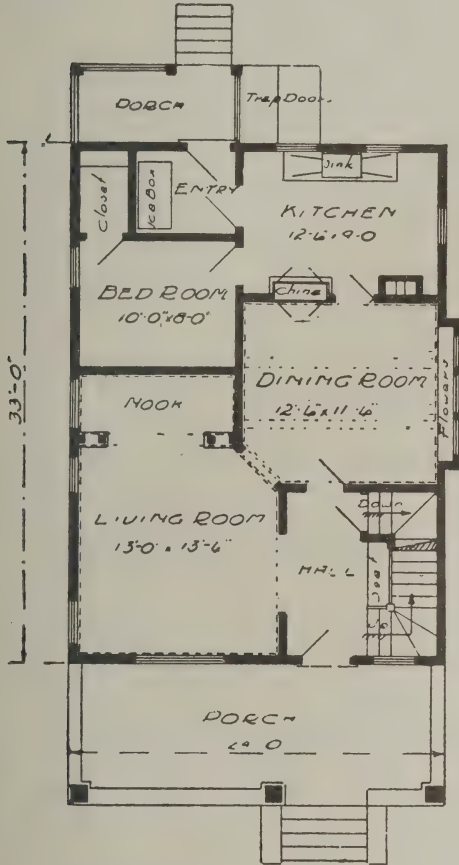 PORCH
Trap Door.
Closet
Ice Box
ENTRY
Sink
KITCHEN
12'-6 x 9-0
BED ROOM
10'-0" x 8-0"
China
33'-0"
NOOK
DINING ROOM
12'-6 x 11'-6"
Flowers
LIVING ROOM
13'-0 x 13'-6"
Down
HALL
Seat
Up
PORCH